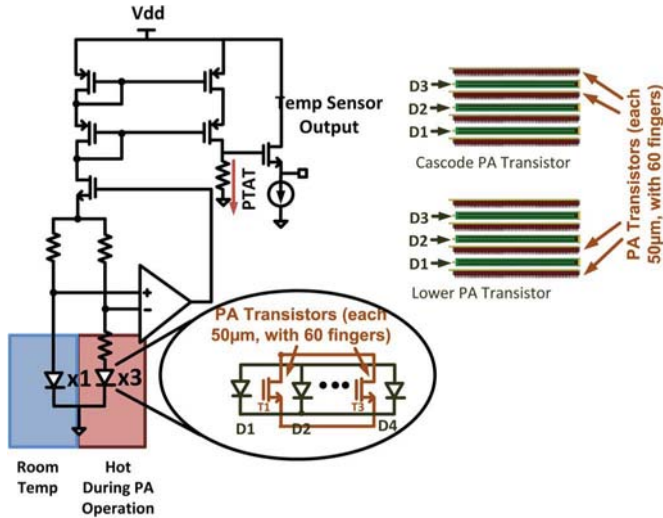 Vdd
Temp Sensor
Output
PTAT
+
−
x1
x3
Room
Temp
Hot
During PA
Operation
PA Transistors (each
50µm, with 60 fingers)
T1
T3
D1
D2
D4
D3
D2
D1
Cascode PA Transistor
D3
D2
D1
Lower PA Transistor
PA Transistors (each
50µm, with 60 fingers)